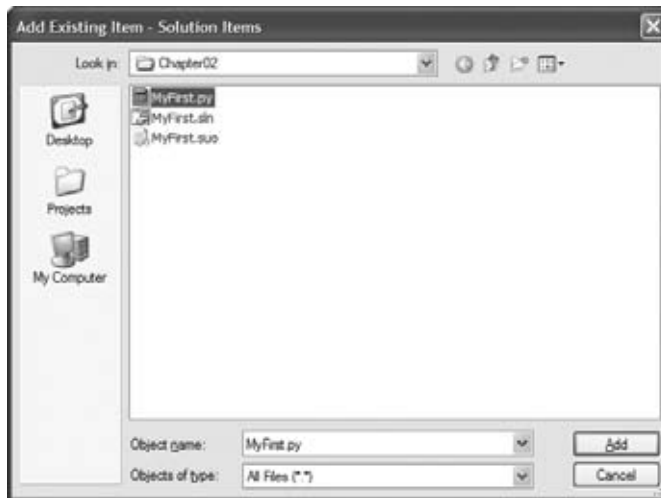 Add Existing Item - Solution Items
Look in: Chapter02
Desktop
Projects
My Computer
MyFirst.py
MyFirst.sln
MyFirst.suo
Object name: MyFirst.py Add
Objects of type: All Files (*.*) Cancel